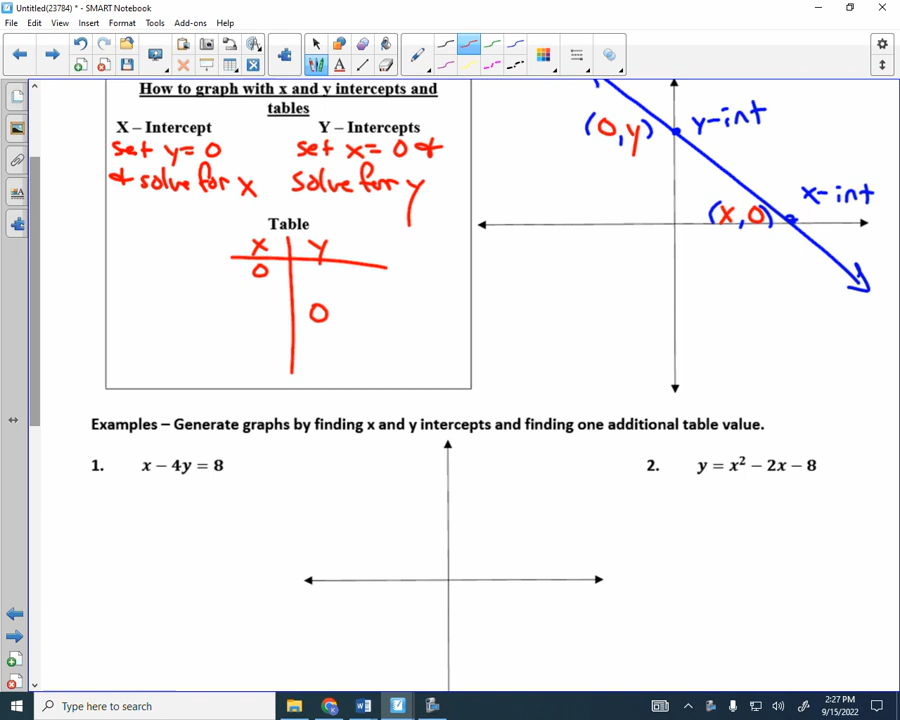 Untitled(23784) * - SMART Notebook
File Edit View Insert Format Tools Add-ons Help
How to graph with x and y intercepts and
tables
X – Intercept Y – Intercepts
set y=0 set x=0 &
& solve for x solve for y
Table
X Y
0
0
(0,y) y-int
x-int
(x,0)
Examples – Generate graphs by finding x and y intercepts and finding one additional table value.
1. x − 4y = 8
2. y = x² − 2x − 8
Type here to search
2:27 PM
9/15/2022